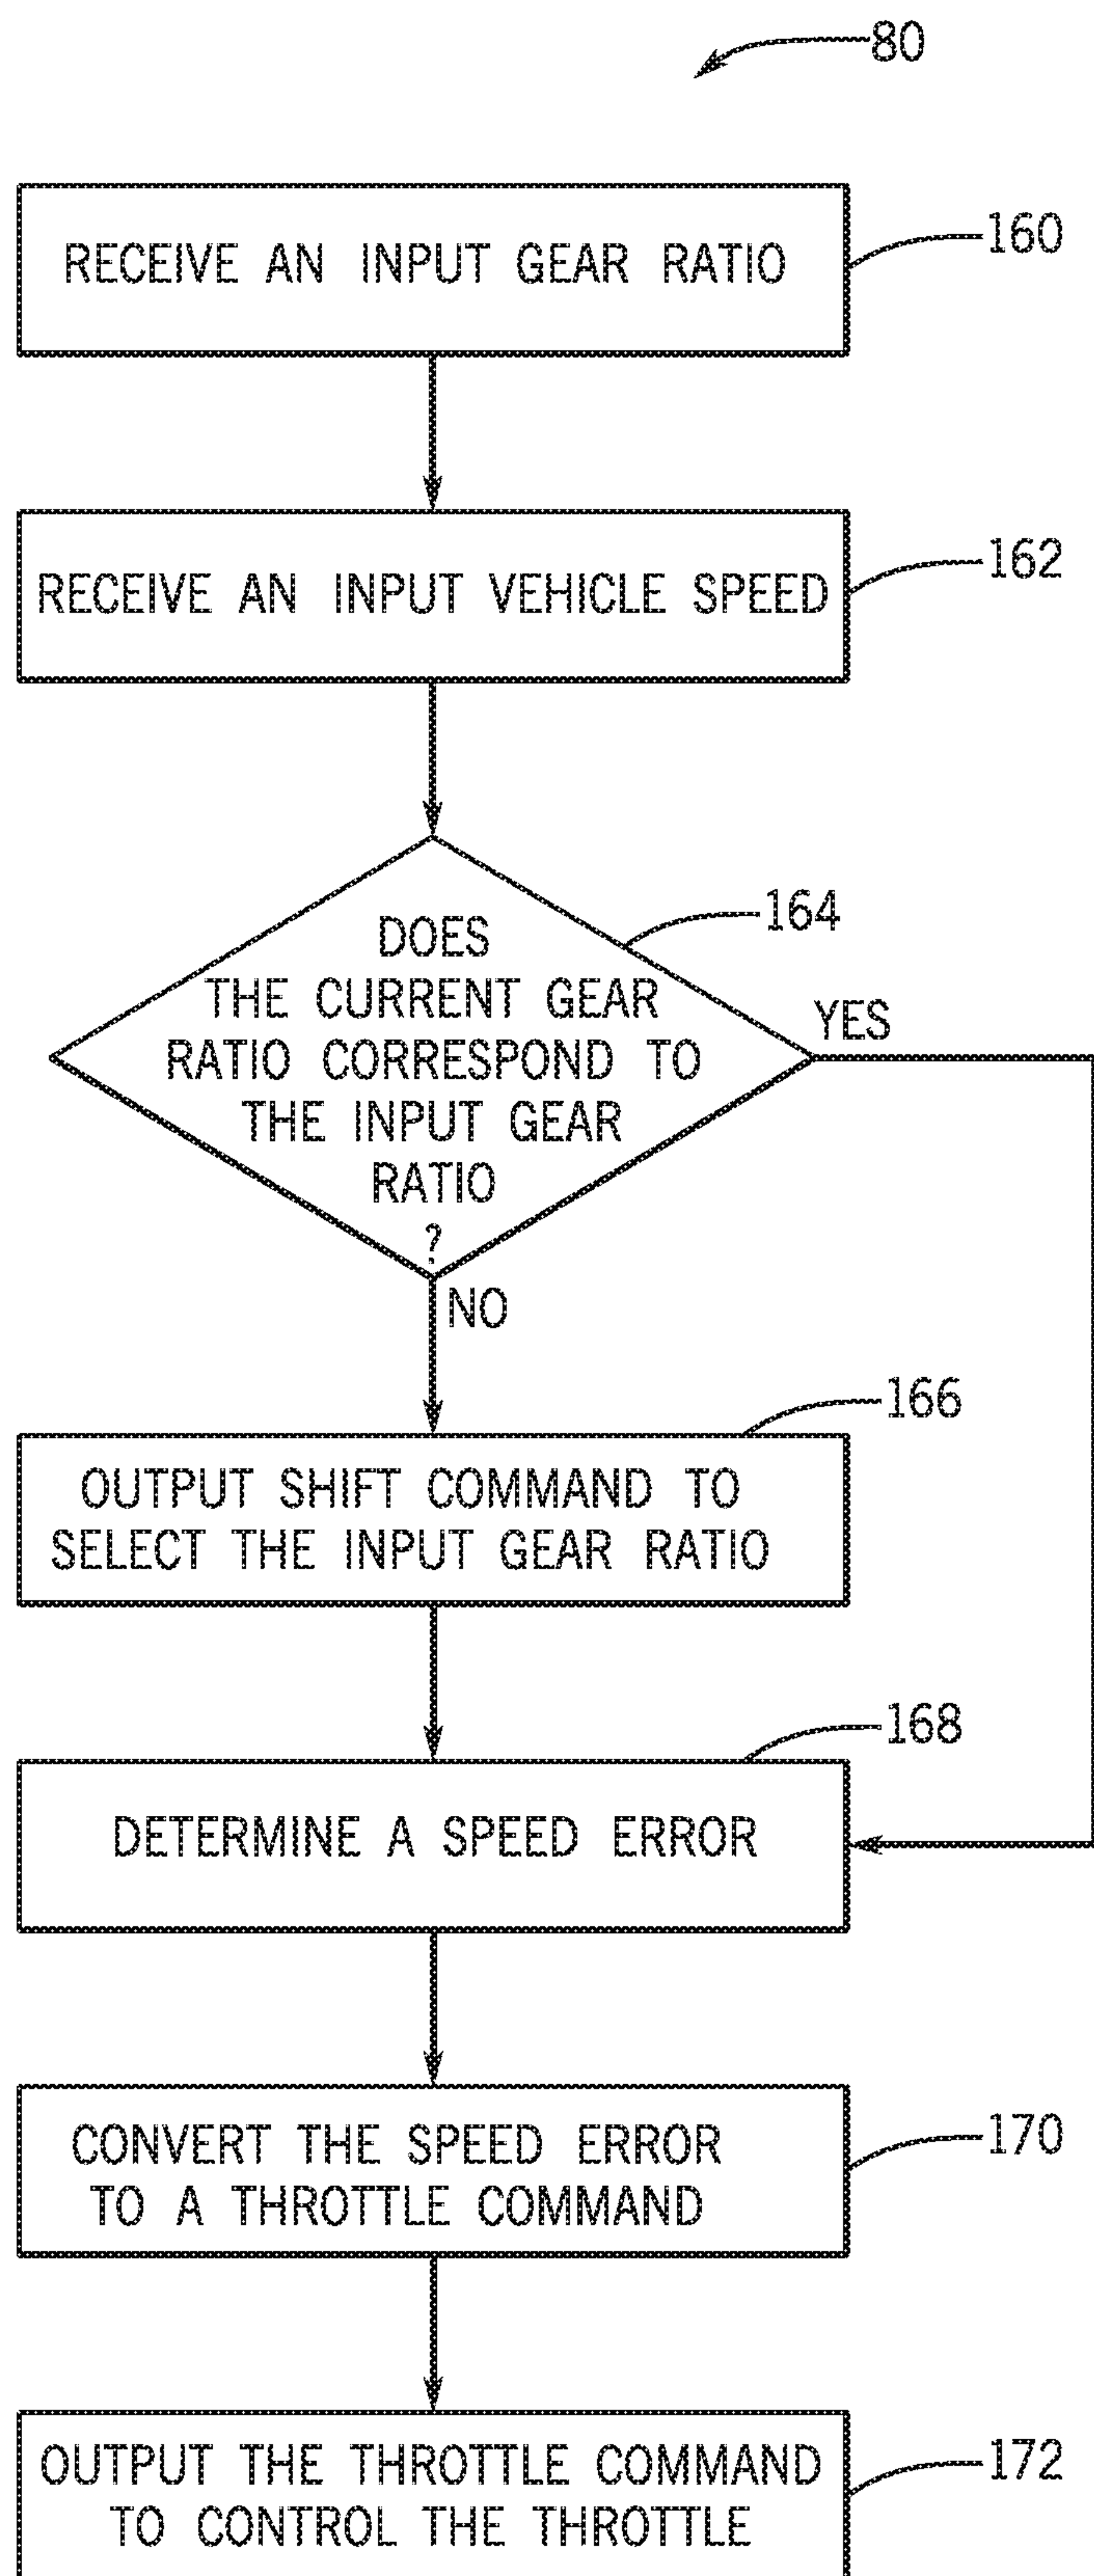 80
RECEIVE AN INPUT GEAR RATIO
160
RECEIVE AN INPUT VEHICLE SPEED
162
164
DOES
THE CURRENT GEAR
RATIO CORRESPOND TO
THE INPUT GEAR
RATIO
?
YES
NO
166
OUTPUT SHIFT COMMAND TO
SELECT THE INPUT GEAR RATIO
168
DETERMINE A SPEED ERROR
170
CONVERT THE SPEED ERROR
TO A THROTTLE COMMAND
172
OUTPUT THE THROTTLE COMMAND
TO CONTROL THE THROTTLE